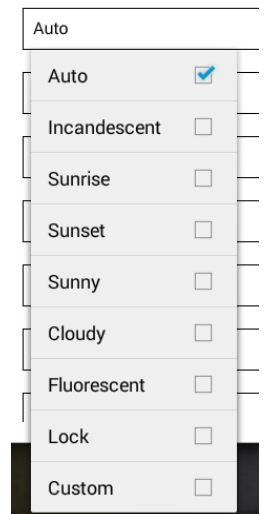 Auto
Auto
Incandescent
Sunrise
Sunset
Sunny
Cloudy
Fluorescent
Lock
Custom